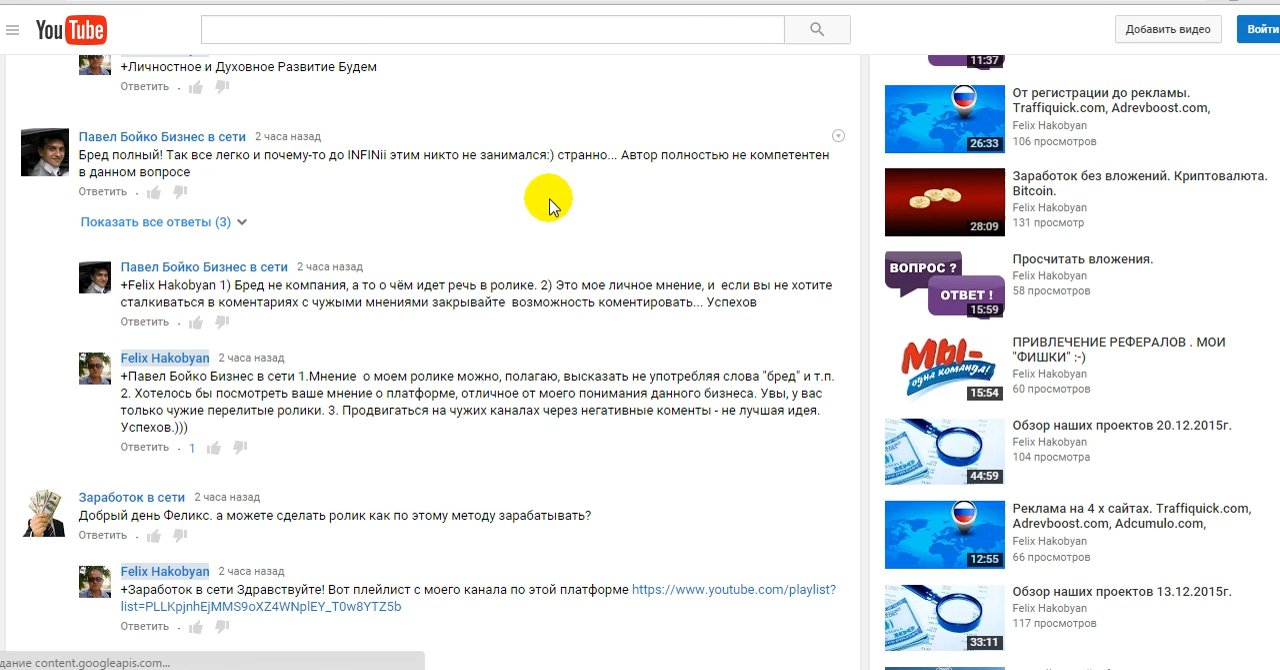 YouTube
Добавить видео
Войти
+Личностное и Духовное Развитие Будем
Ответить
Павел Бойко Бизнес в сети 2 часа назад
Бред полный! Так все легко и почему-то до INFINii этим никто не занимался:) странно... Автор полностью не компетентен
в данном вопросе
Ответить
Показать все ответы (3)
Павел Бойко Бизнес в сети 2 часа назад
+Felix Hakobyan 1) Бред не компания, а то о чём идет речь в ролике. 2) Это мое личное мнение, и если вы не хотите
сталкиваться в коментариях с чужыми мнениями закрывайте возможность коментировать... Успехов
Ответить
Felix Hakobyan 2 часа назад
+Павел Бойко Бизнес в сети 1.Мнение о моем ролике можно, полагаю, высказать не употребляя слова "бред" и т.п.
2. Хотелось бы посмотреть ваше мнение о платформе, отличное от моего понимания данного бизнеса. Увы, у вас
только чужие перелитые ролики. 3. Продвигаться на чужих каналах через негативные коменты - не лучшая идея.
Успехов.)))
Ответить 1
Заработок в сети 2 часа назад
Добрый день Феликс. а можете сделать ролик как по этому методу зарабатывать?
Ответить
Felix Hakobyan 2 часа назад
+Заработок в сети Здравствуйте! Вот плейлист с моего канала по этой платформе https://www.youtube.com/playlist?
list=PLLKpjnhEjMMS9oXZ4WNplEY_T0w8YTZ5b
Ответить
дание content.googleapis.com...
11:37
От регистрации до рекламы.
Traffiquick.com, Adrevboost.com,
Felix Hakobyan
106 просмотров
26:33
Заработок без вложений. Криптовалюта.
Bitcoin.
Felix Hakobyan
131 просмотр
28:09
ВОПРОС ?
ОТВЕТ !
15:59
Просчитать вложения.
Felix Hakobyan
58 просмотров
МЫ-
ОДНА КОМАНДА!
15:54
ПРИВЛЕЧЕНИЕ РЕФЕРАЛОВ . МОИ
"ФИШКИ" :-)
Felix Hakobyan
60 просмотров
Обзор наших проектов 20.12.2015г.
Felix Hakobyan
104 просмотра
44:59
Реклама на 4 х сайтах. Traffiquick.com,
Adrevboost.com, Adcumulo.com,
Felix Hakobyan
66 просмотров
12:55
Обзор наших проектов 13.12.2015г.
Felix Hakobyan
117 просмотров
33:11